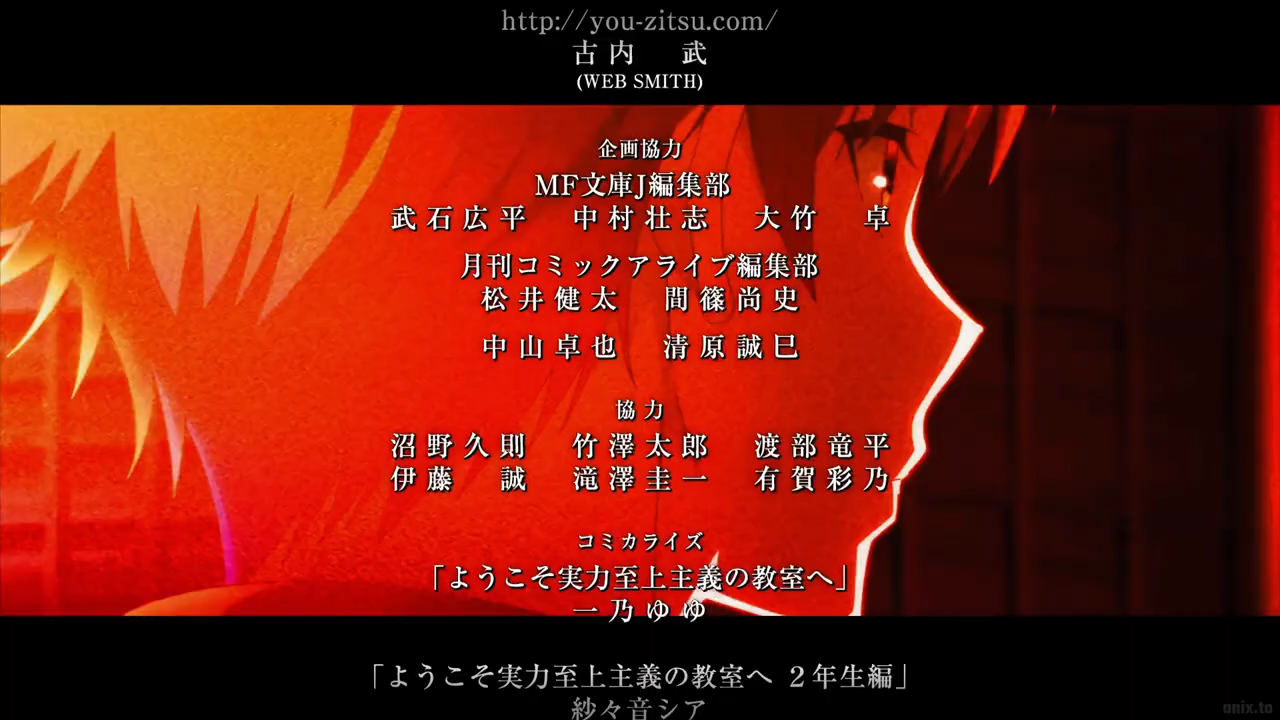 http://you-zitsu.com/
古内　武
(WEB SMITH)
企画協力
MF文庫J編集部
武石広平　中村壮志　大竹　卓
月刊コミックアライブ編集部
松井健太　間篠尚史
中山卓也　清原誠巳
協力
沼野久則　竹澤太郎　渡部竜平
伊藤　誠　滝澤圭一　有賀彩乃
コミカライズ
「ようこそ実力至上主義の教室へ」
一乃ゆゆ
「ようこそ実力至上主義の教室へ ２年生編」
紗々音シア
anix.to